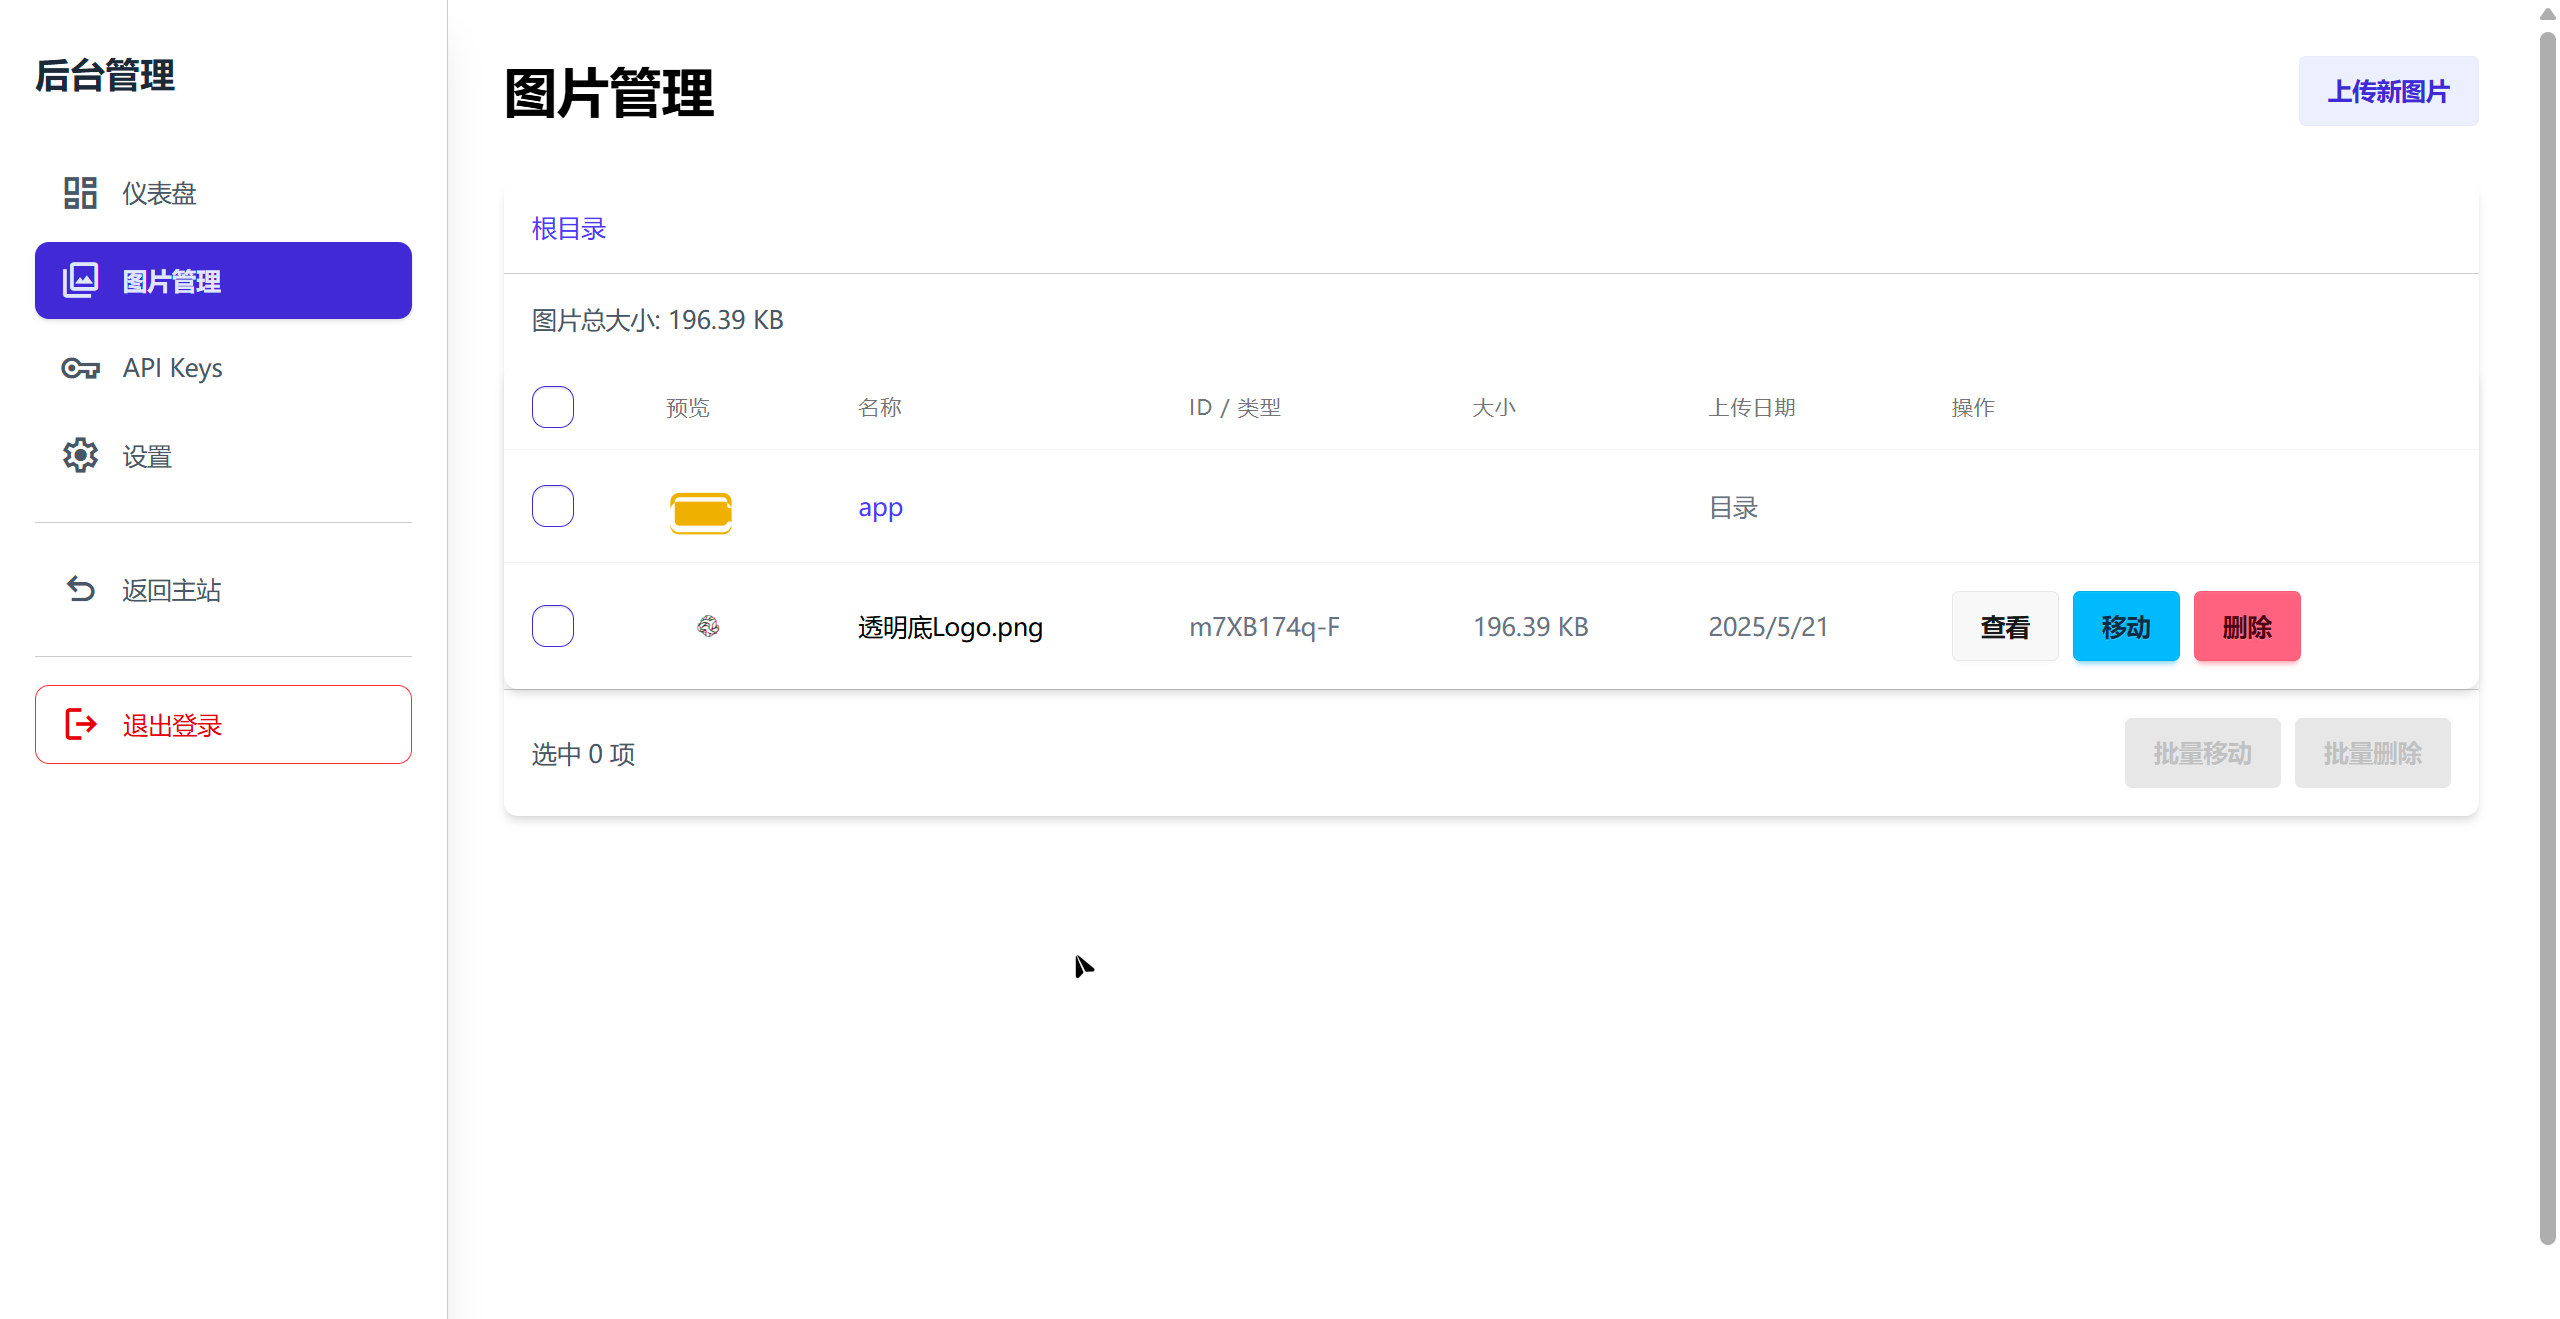 后台管理
仪表盘
图片管理
API Keys
设置
返回主站
退出登录
图片管理
上传新图片
根目录
图片总大小: 196.39 KB
预览 名称 ID / 类型 大小 上传日期 操作
app 目录
透明底Logo.png m7XB174q-F 196.39 KB 2025/5/21 查看 移动 删除
选中 0 项 批量移动 批量删除